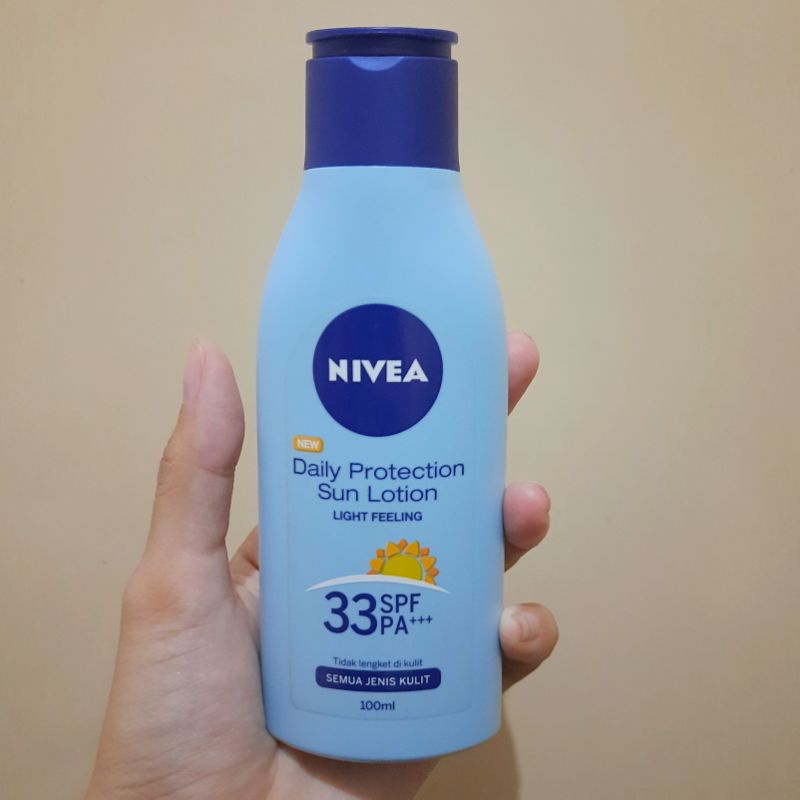 NIVEA
NEW
Daily Protection
Sun Lotion
LIGHT FEELING
33 SPF
PA+++
Tidak lengket di kulit
SEMUA JENIS KULIT
100ml